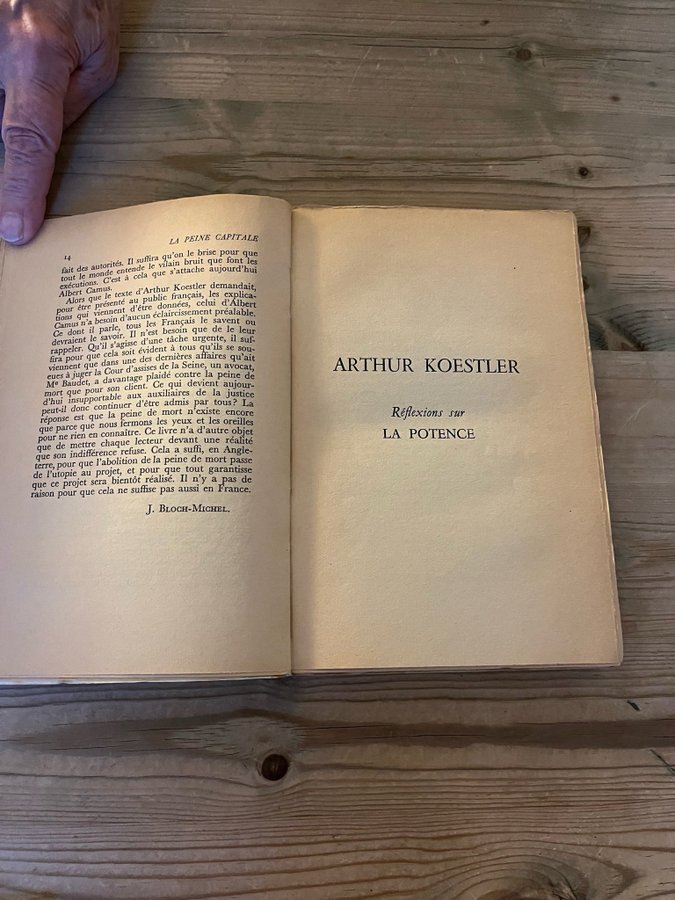 LA PEINE CAPITALE
14
fait des autorités. Il suffira qu'on le brise pour que
tout le monde entende le vilain bruit que font les
exécutions. C'est à cela que s'attache aujourd'hui
Albert Camus.
Alors que le texte d'Arthur Koestler demandait,
pour être présenté au public français, les explica-
tions qui viennent d'être données, celui d'Albert
Camus n'a besoin d'aucun éclaircissement préalable.
Ce dont il parle, tous les Français le savent ou
devraient le savoir. Il n'est besoin que de le leur
rappeler. Qu'il s'agisse d'une tâche urgente, il suf-
fira pour que cela soit évident à tous qu'ils se sou-
viennent que dans une des dernières affaires qu'ait
eues à juger la Cour d'assises de la Seine, un avocat,
Me Baudet, a davantage plaidé contre la peine de
mort que pour son client. Ce qui devient aujour-
d'hui insupportable aux auxiliaires de la justice
peut-il donc continuer d'être admis par tous? La
réponse est que la peine de mort n'existe encore
que parce que nous fermons les yeux et les oreilles
pour ne rien en connaître. Ce livre n'a d'autre objet
que de mettre chaque lecteur devant une réalité
que son indifférence refuse. Cela a suffi, en Angle-
terre, pour que l'abolition de la peine de mort passe
de l'utopie au projet, et pour que tout garantisse
que ce projet sera bientôt réalisé. Il n'y a pas de
raison pour que cela ne suffise pas aussi en France.
J. BLOCH-MICHEL.
ARTHUR KOESTLER
Réflexions sur
LA POTENCE